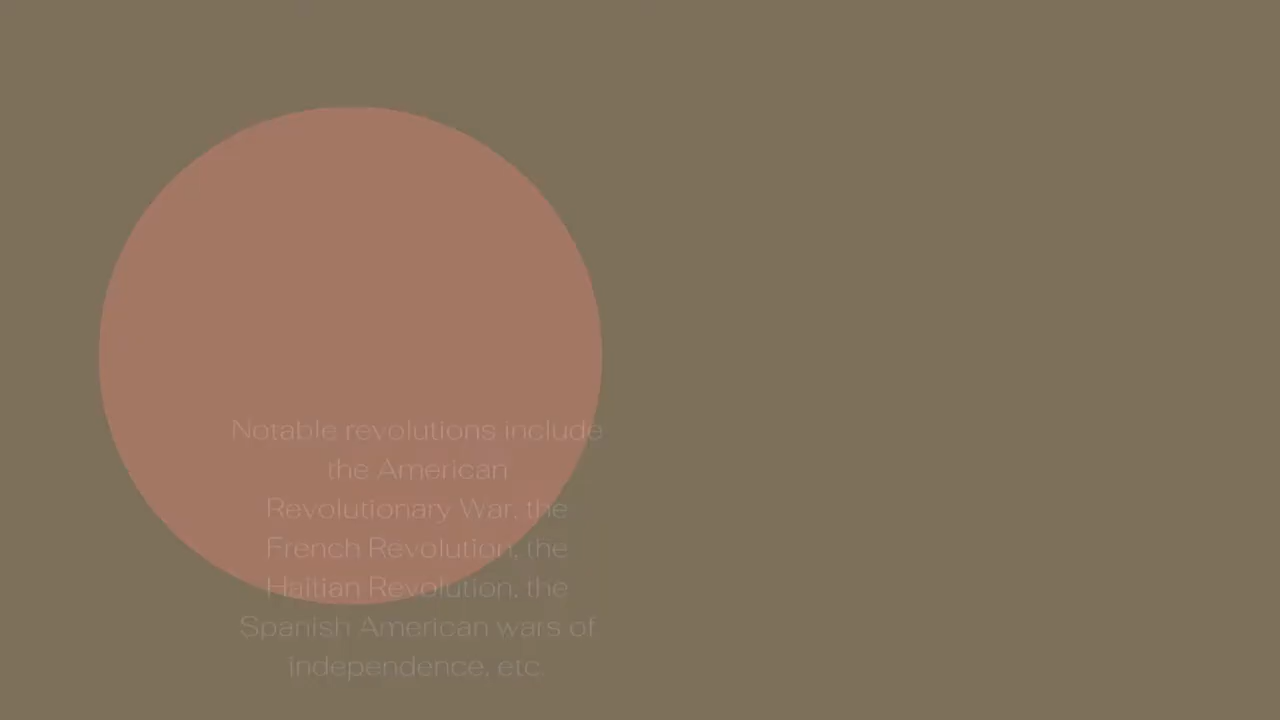 Notable revolutions include
the American
Revolutionary War, the
French Revolution, the
Haitian Revolution, the
Spanish American wars of
independence, etc.